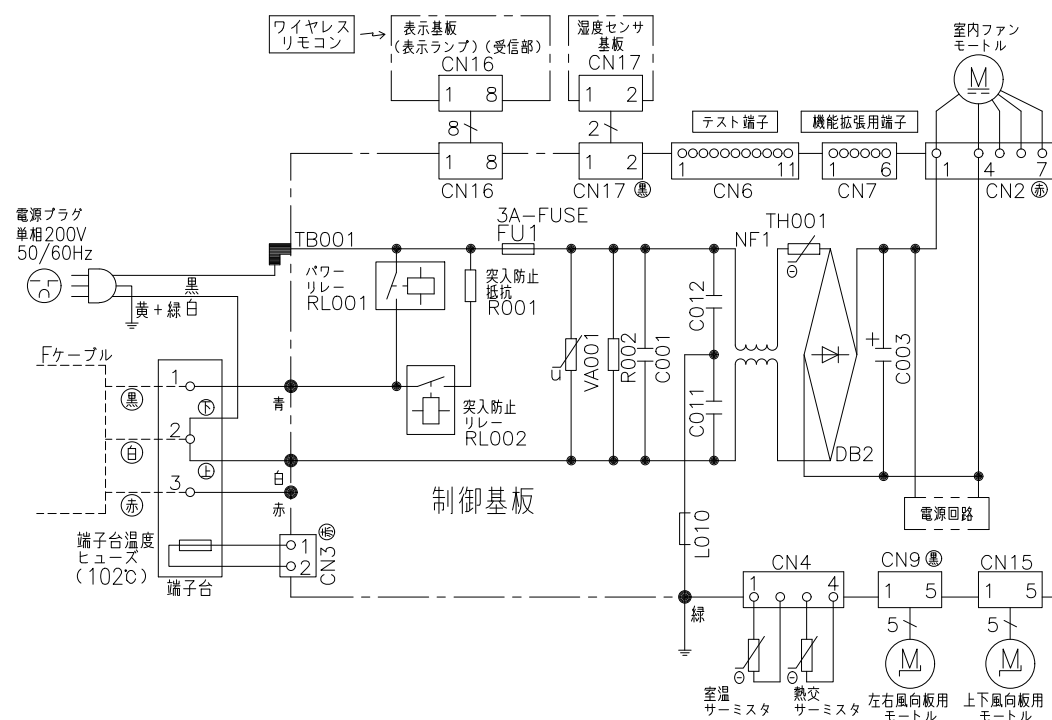 ワイヤレス
リモコン
表示基板
(表示ランプ)(受信部)
CN16
1 8
8
1 8
CN16
湿度センサ
基板
CN17
1 2
2
1 2
CN17 黒
テスト端子
1 11
CN6
機能拡張用端子
1 6
CN7
室内ファン
モートル
M
1 4 7
CN2 赤
電源プラグ
単相200V
50/60Hz
黒
白
黄+緑
TB001
パワー
リレー
RL001
突入防止
抵抗
R001
3A-FUSE
FU1
突入防止
リレー
RL002
u
VA001
R002
C001
C012
C011
NF1
TH001
θ
DB2
+
C003
電源回路
Fケーブル
黒
白
赤
1
下
2
上
3
青
白
赤
制御基板
端子台温度
ヒューズ
(102℃)
端子台
1
2
CN3 赤
L010
緑
CN4
1 4
θ
室温
サーミスタ
θ
熱交
サーミスタ
CN9 黒
1 5
5
M
左右風向板用
モートル
CN15
1 5
5
M
上下風向板用
モートル